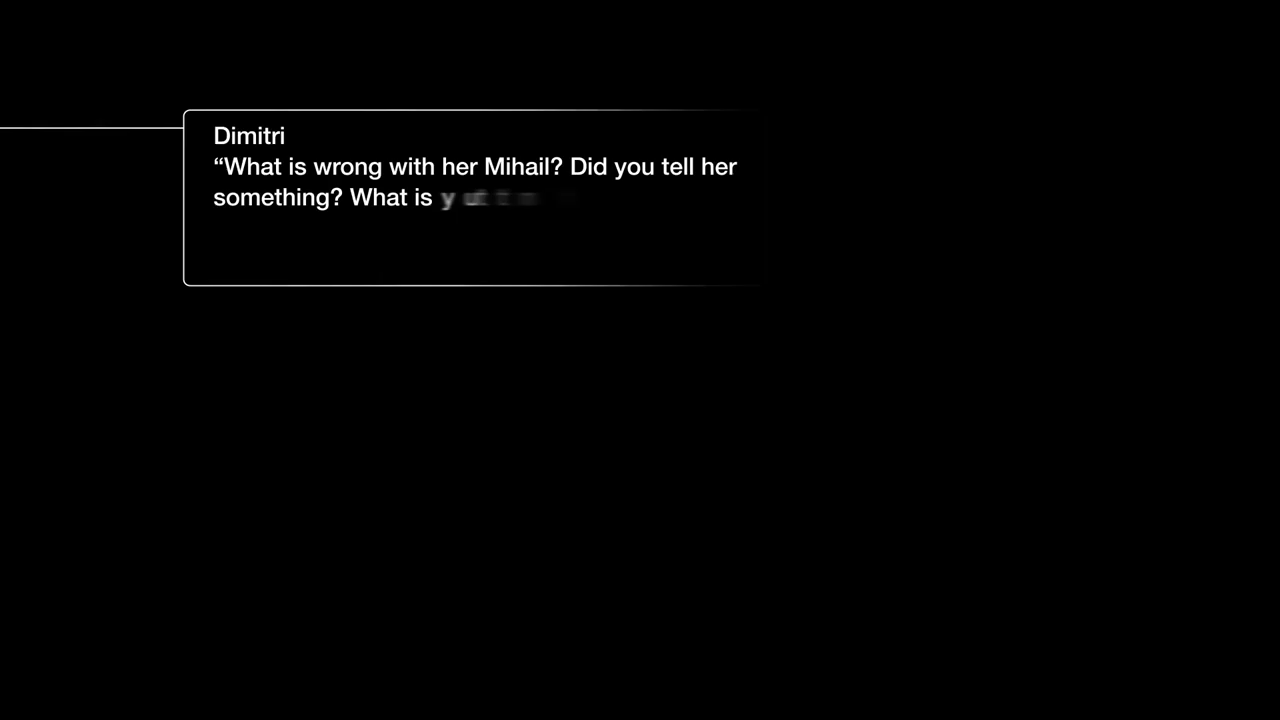 Dimitri
“What is wrong with her Mihail? Did you tell her
something? What is